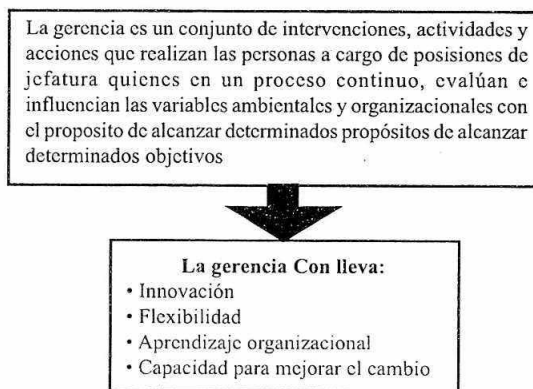 La gerencia es un conjunto de intervenciones, actividades y
acciones que realizan las personas a cargo de posisiones de
jefatura quienes en un proceso continuo, evalúan e
influencian las variables ambientales y organizacionales con
el proposito de alcanzar determinados propósitos de alcanzar
determinados objetivos
La gerencia Con lleva:
• Innovación
• Flexibilidad
• Aprendizaje organizacional
• Capacidad para mejorar el cambio